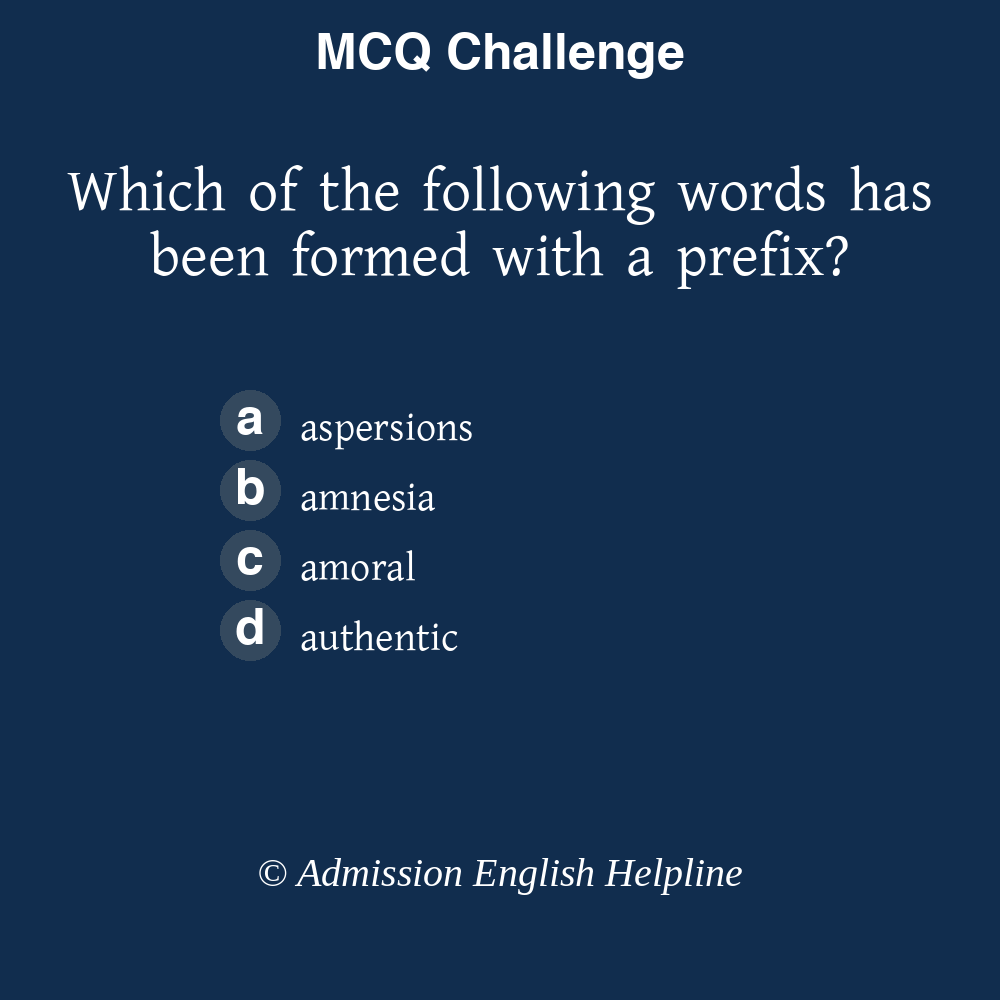 MCQ Challenge
Which of the following words has
been formed with a prefix?
a aspersions
b amnesia
c amoral
d authentic
© Admission English Helpline